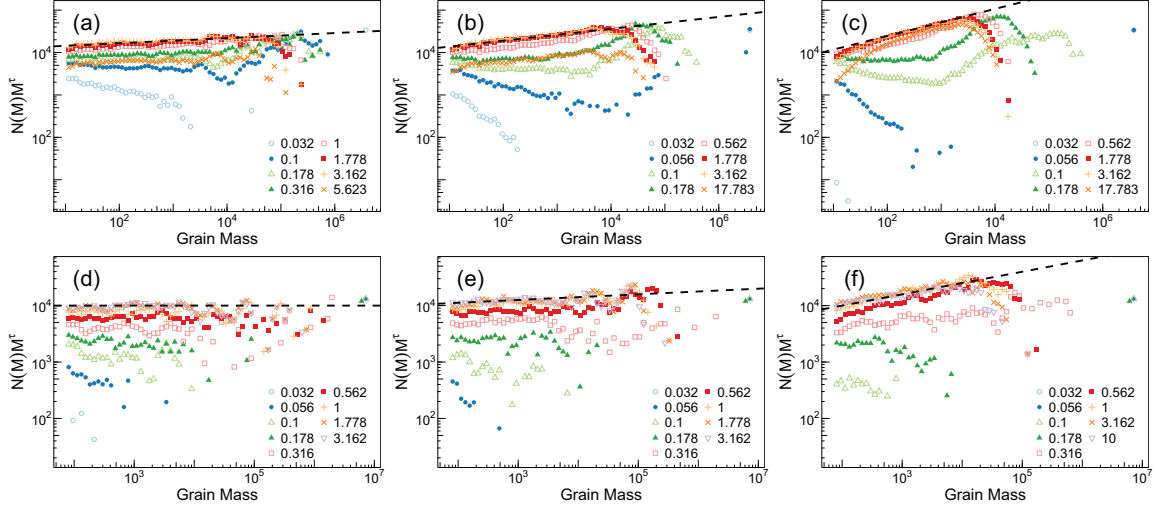 (a)
(b)
(c)
N(M)M^τ
10^4
10^2
0.032 1
0.1 1.778
0.178 3.162
0.316 5.623
10^2 10^4 10^6
Grain Mass
10^4
10^2
0.032 0.562
0.056 1.778
0.1 3.162
0.178 17.783
10^2 10^4 10^6
Grain Mass
10^4
10^2
0.032 0.562
0.056 1.778
0.1 3.162
0.178 17.783
10^2 10^4 10^6
Grain Mass
(d)
(e)
(f)
N(M)M^τ
10^4
10^3
10^2
0.032 0.562
0.056 1
0.1 1.778
0.178 3.162
0.316
10^3 10^5 10^7
Grain Mass
10^4
10^3
10^2
0.032 0.562
0.056 1
0.1 1.778
0.178 3.162
0.316
10^3 10^5 10^7
Grain Mass
10^4
10^3
10^2
0.032 0.562
0.056 1
0.1 3.162
0.178 10
0.316
10^3 10^5 10^7
Grain Mass